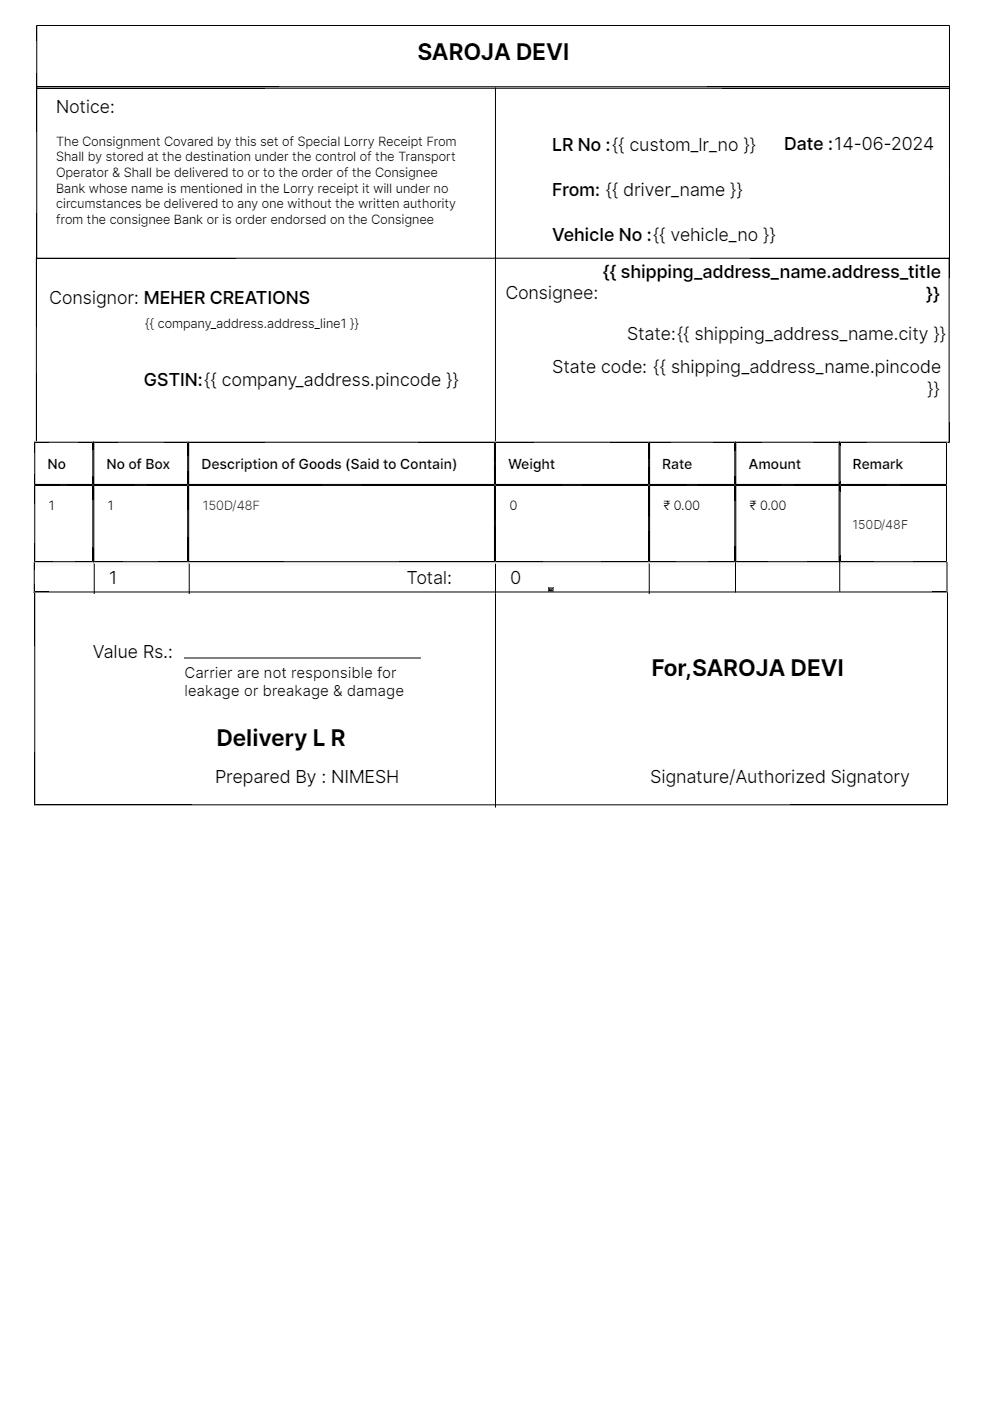 SAROJA DEVI
Notice:
The Consignment Covared by this set of Special Lorry Receipt From
Shall by stored at the destination under the control of the Transport
Operator & Shall be delivered to or to the order of the Consignee
Bank whose name is mentioned in the Lorry receipt it will under no
circumstances be delivered to any one without the written authority
from the consignee Bank or is order endorsed on the Consignee
LR No :{{ custom_lr_no }} Date :14-06-2024
From: {{ driver_name }}
Vehicle No :{{ vehicle_no }}
Consignor: MEHER CREATIONS
{{ company_address.address_line1 }}
GSTIN:{{ company_address.pincode }}
Consignee: {{ shipping_address_name.address_title
}}
State:{{ shipping_address_name.city }}
State code: {{ shipping_address_name.pincode
}}
No No of Box Description of Goods (Said to Contain) Weight Rate Amount Remark
1 1 150D/48F 0 ₹ 0.00 ₹ 0.00 150D/48F
1 Total: 0
Value Rs.:
Carrier are not responsible for
leakage or breakage & damage
Delivery L R
Prepared By : NIMESH
For,SAROJA DEVI
Signature/Authorized Signatory